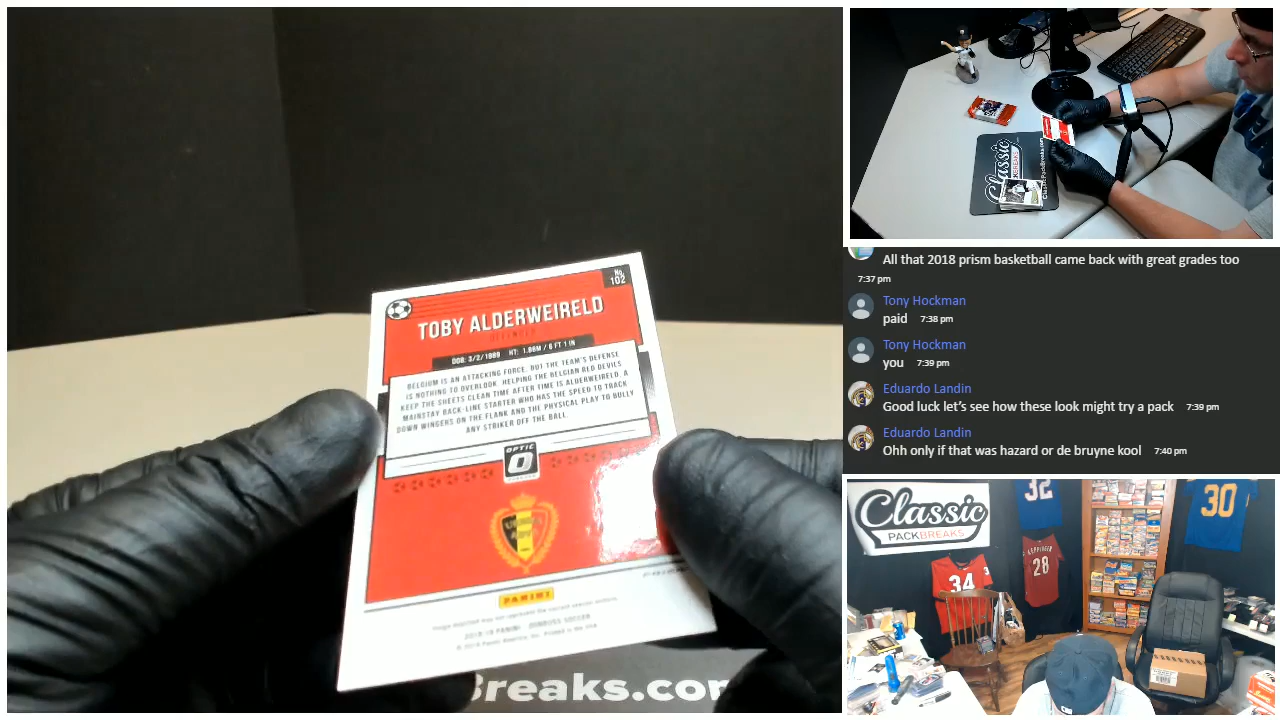 No.
102
TOBY ALDERWEIRELD
DEFENDER
DOB: 3/2/1989 HT: 1.86M / 6 FT 1 IN
BELGIUM IS AN ATTACKING FORCE, BUT THE TEAM'S DEFENSE
IS NOTHING TO OVERLOOK. HELPING THE BELGIAN RED DEVILS
KEEP THE SHEETS CLEAN TIME AFTER TIME IS ALDERWEIRELD, A
MAINSTAY BACK-LINE STARTER WHO HAS THE SPEED TO TRACK
DOWN WINGERS ON THE FLANK AND THE PHYSICAL PLAY TO BULLY
ANY STRIKER OFF THE BALL.
OPTIC
PANINI
2018-19 PANINI - DONRUSS SOCCER
Breaks.com
Classic
All that 2018 prism basketball came back with great grades too
7:37 pm
Tony Hockman
paid 7:38 pm
Tony Hockman
you 7:39 pm
Eduardo Landin
Good luck let's see how these look might try a pack 7:39 pm
Eduardo Landin
Ohh only if that was hazard or de bruyne kool 7:40 pm
Classic
PACKBREAKS
32
30
28
34